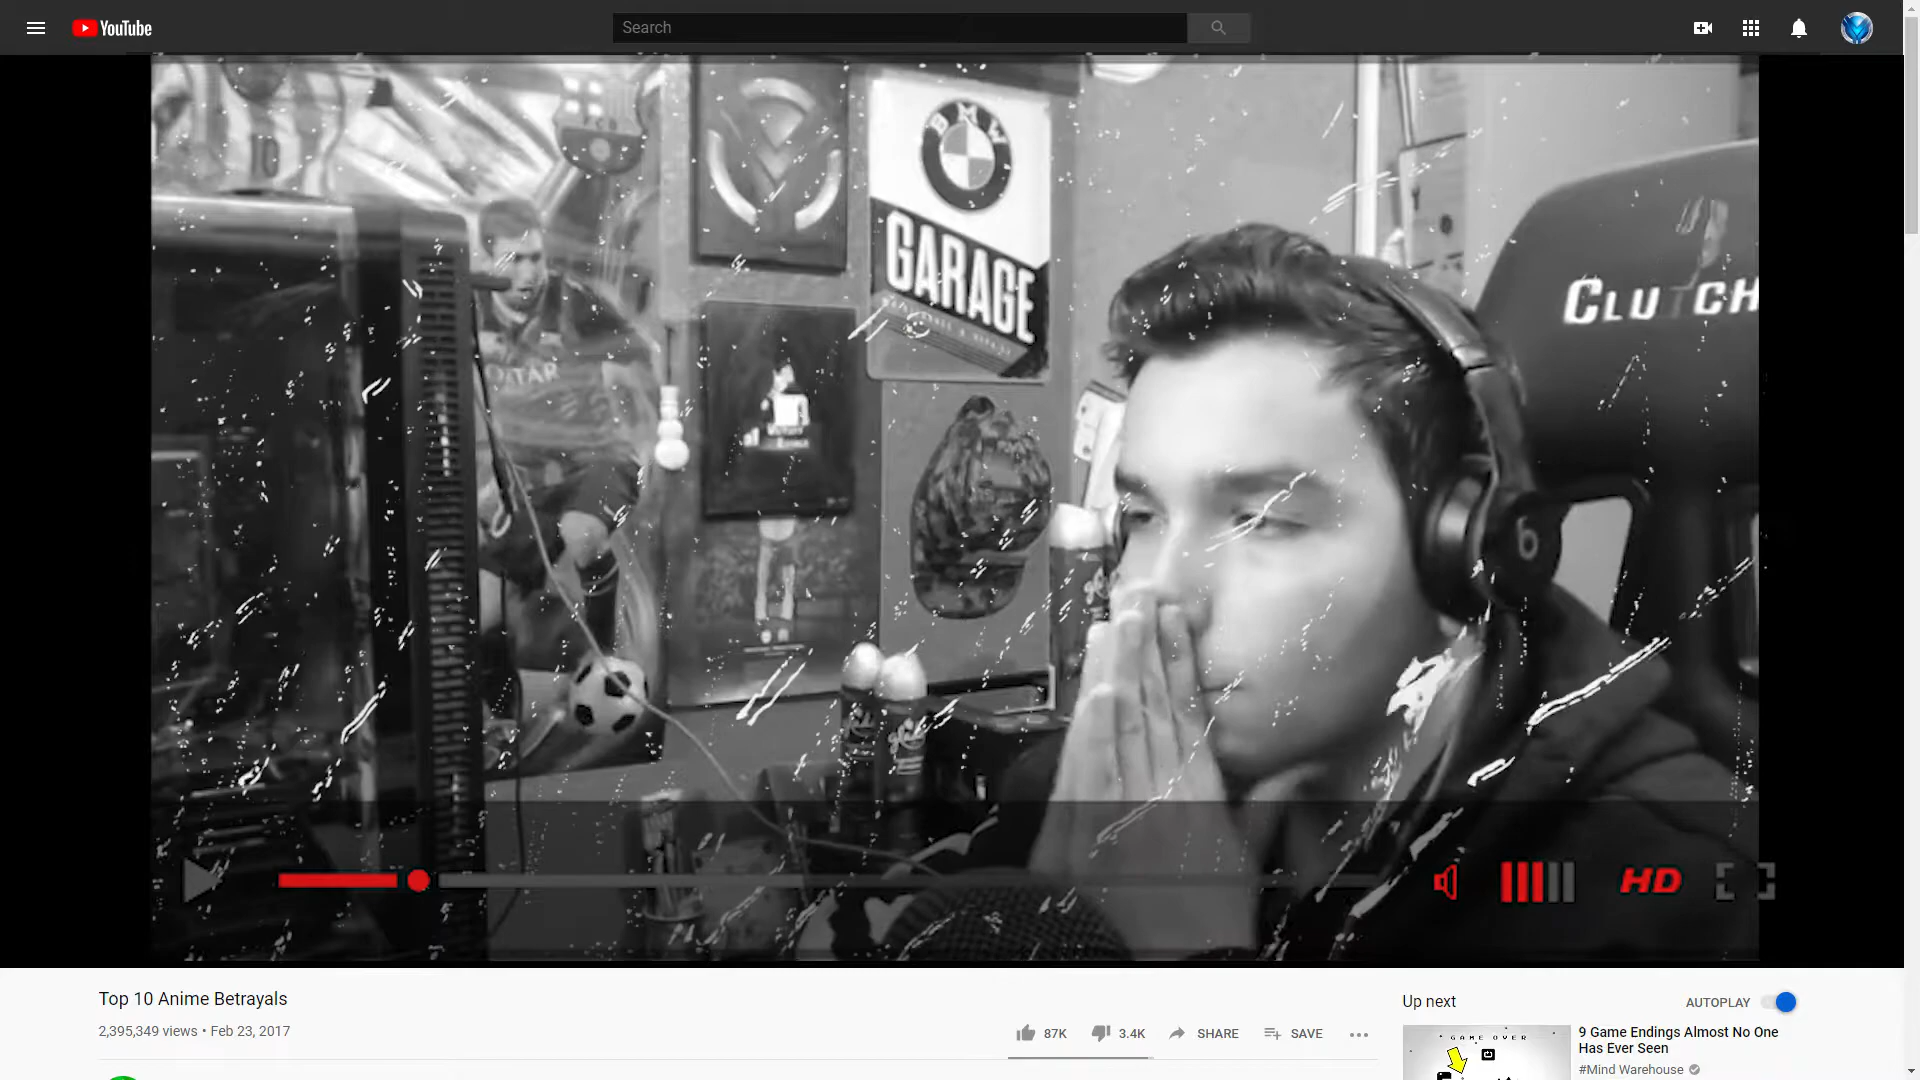 YouTube
Search
10
BMW
GARAGE
CLUTCH
QATAR
HD
Top 10 Anime Betrayals
2,395,349 views • Feb 23, 2017
87K
3.4K
SHARE
SAVE
Up next
AUTOPLAY
GAME OVER
9 Game Endings Almost No One
Has Ever Seen
#Mind Warehouse